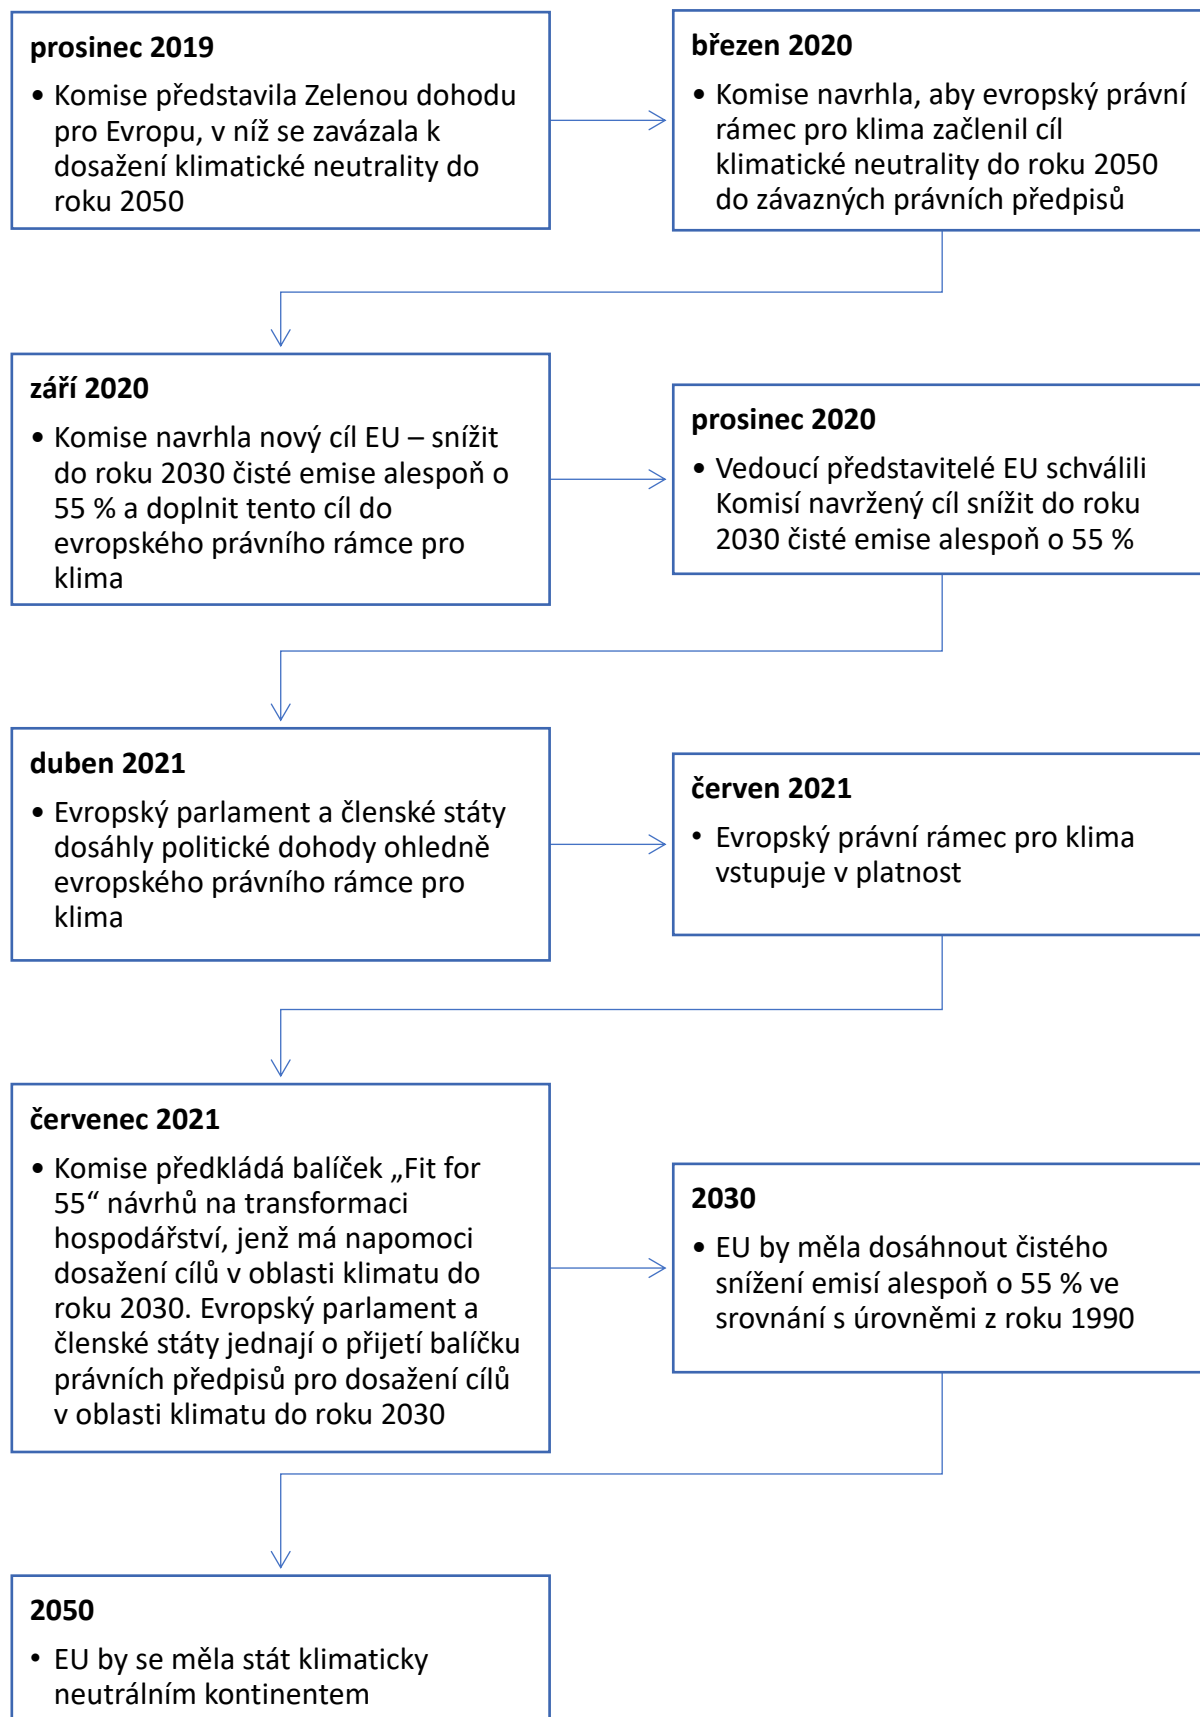 prosinec 2019
• Komise představila Zelenou dohodu
pro Evropu, v níž se zavázala k
dosažení klimatické neutrality do
roku 2050
březen 2020
• Komise navrhla, aby evropský právní
rámec pro klima začlenil cíl
klimatické neutrality do roku 2050
do závazných právních předpisů
září 2020
• Komise navrhla nový cíl EU – snížit
do roku 2030 čisté emise alespoň o
55 % a doplnit tento cíl do
evropského právního rámce pro
klima
prosinec 2020
• Vedoucí představitelé EU schválili
Komisí navržený cíl snížit do roku
2030 čisté emise alespoň o 55 %
duben 2021
• Evropský parlament a členské státy
dosáhly politické dohody ohledně
evropského právního rámce pro
klima
červen 2021
• Evropský právní rámec pro klima
vstupuje v platnost
červenec 2021
• Komise předkládá balíček „Fit for
55“ návrhů na transformaci
hospodářství, jenž má napomoci
dosažení cílů v oblasti klimatu do
roku 2030. Evropský parlament a
členské státy jednají o přijetí balíčku
právních předpisů pro dosažení cílů
v oblasti klimatu do roku 2030
2030
• EU by měla dosáhnout čistého
snížení emisí alespoň o 55 % ve
srovnání s úrovněmi z roku 1990
2050
• EU by se měla stát klimaticky
neutrálním kontinentem